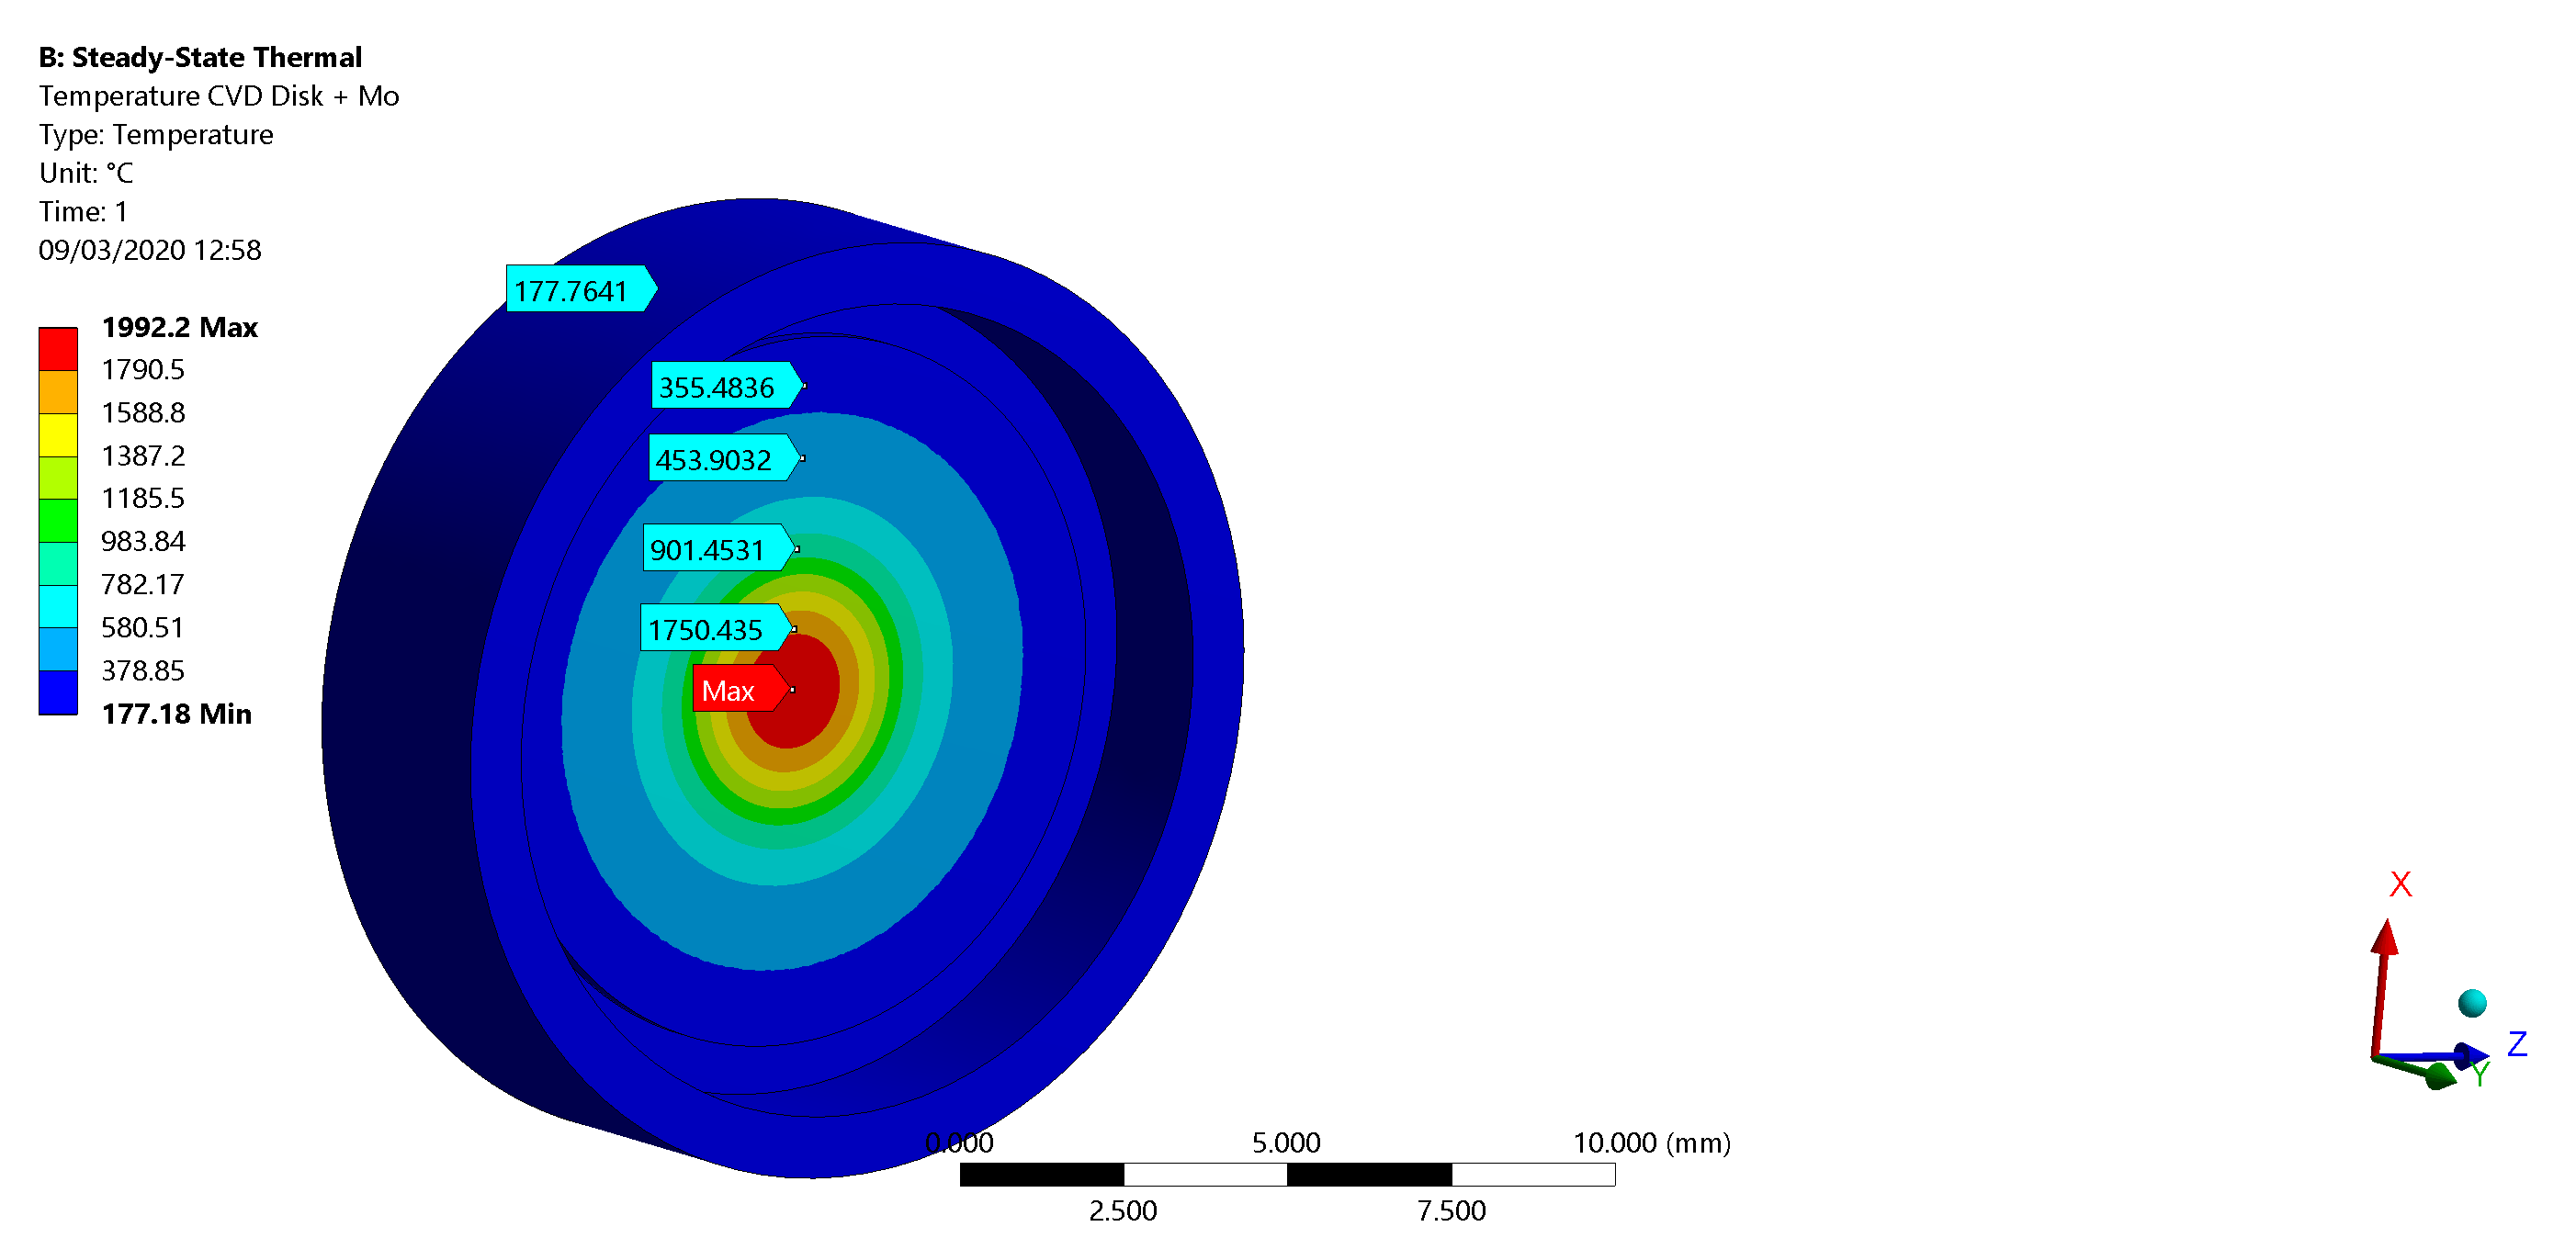 B: Steady-State Thermal
Temperature CVD Disk + Mo
Type: Temperature
Unit: °C
Time: 1
09/03/2020 12:58
1992.2 Max
1790.5
1588.8
1387.2
1185.5
983.84
782.17
580.51
378.85
177.18 Min
177.7641
355.4836
453.9032
901.4531
1750.435
Max
0.000 5.000 10.000 (mm)
2.500 7.500
X
Z
Y